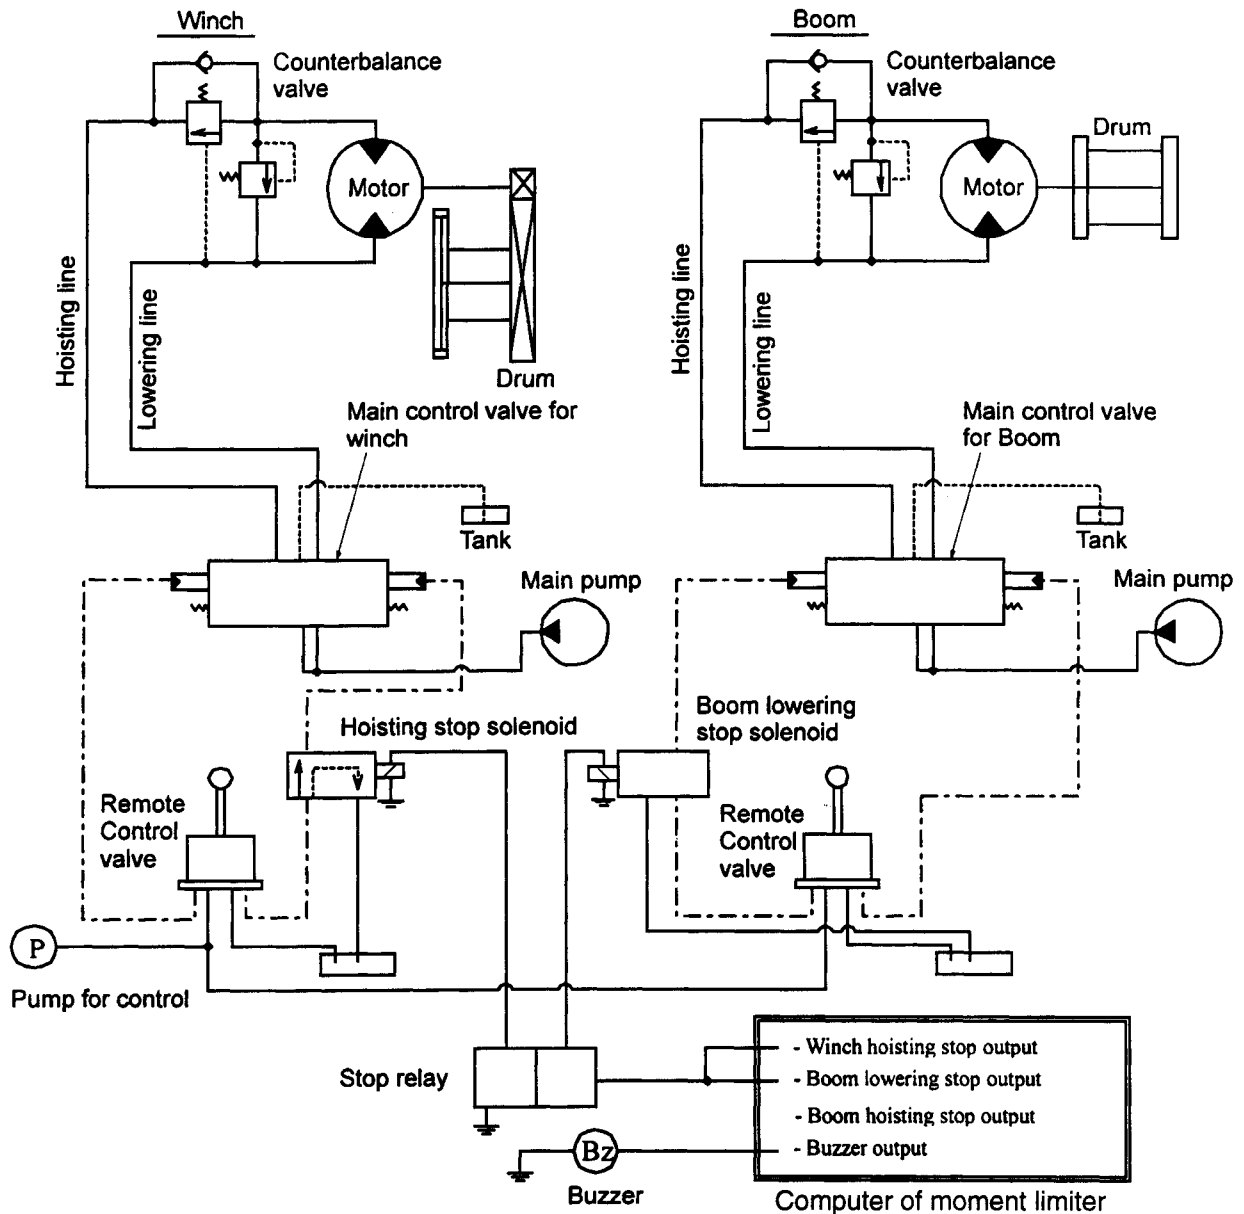 Winch
Counterbalance
valve
Motor
Hoisting line
Lowering line
Drum
Main control valve for
winch
Tank
Main pump
Hoisting stop solenoid
Remote
Control
valve
P
Pump for control
Boom
Counterbalance
valve
Drum
Motor
Hoisting line
Lowering line
Main control valve
for Boom
Tank
Main pump
Boom lowering
stop solenoid
Remote
Control
valve
Stop relay
- Winch hoisting stop output
- Boom lowering stop output
- Boom hoisting stop output
- Buzzer output
Bz
Buzzer
Computer of moment limiter